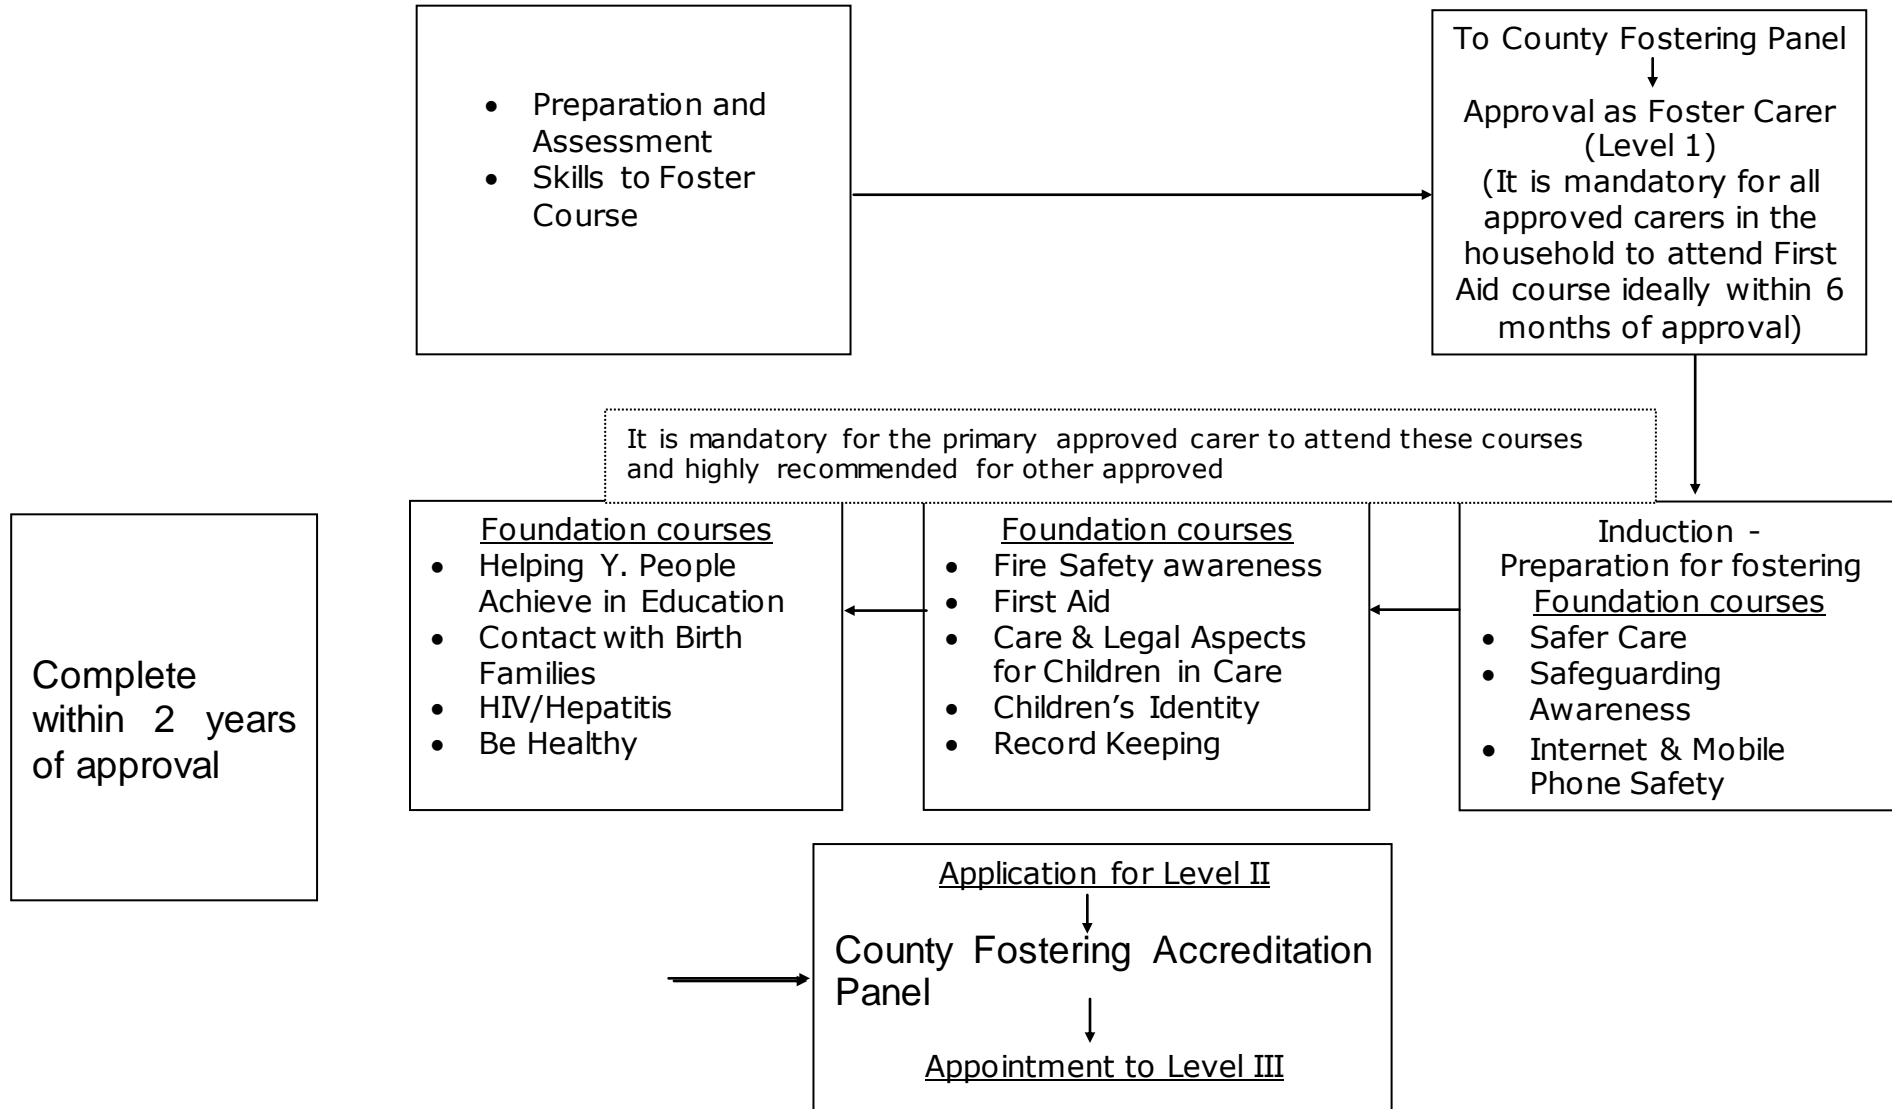 • Preparation and
Assessment
• Skills to Foster
Course
To County Fostering Panel
Approval as Foster Carer
(Level 1)
(It is mandatory for all
approved carers in the
household to attend First
Aid course ideally within 6
months of approval)
It is mandatory for the primary approved carer to attend these courses
and highly recommended for other approved
Complete
within 2 years
of approval
Foundation courses
• Helping Y. People
Achieve in Education
• Contact with Birth
Families
• HIV/Hepatitis
• Be Healthy
Foundation courses
• Fire Safety awareness
• First Aid
• Care & Legal Aspects
for Children in Care
• Children’s Identity
• Record Keeping
Induction -
Preparation for fostering
Foundation courses
• Safer Care
• Safeguarding
Awareness
• Internet & Mobile
Phone Safety
Application for Level II
County Fostering Accreditation
Panel
Appointment to Level III